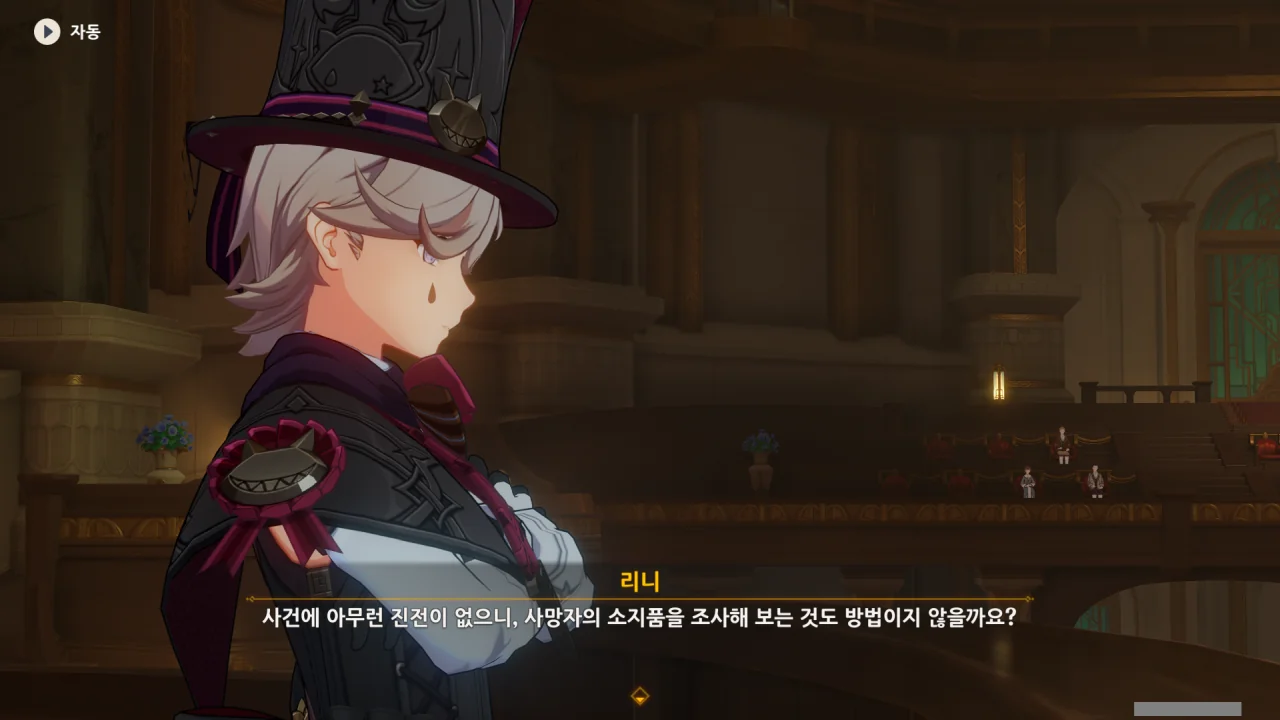 자동
리니
사건에 아무런 진전이 없으니, 사망자의 소지품을 조사해 보는 것도 방법이지 않을까요?